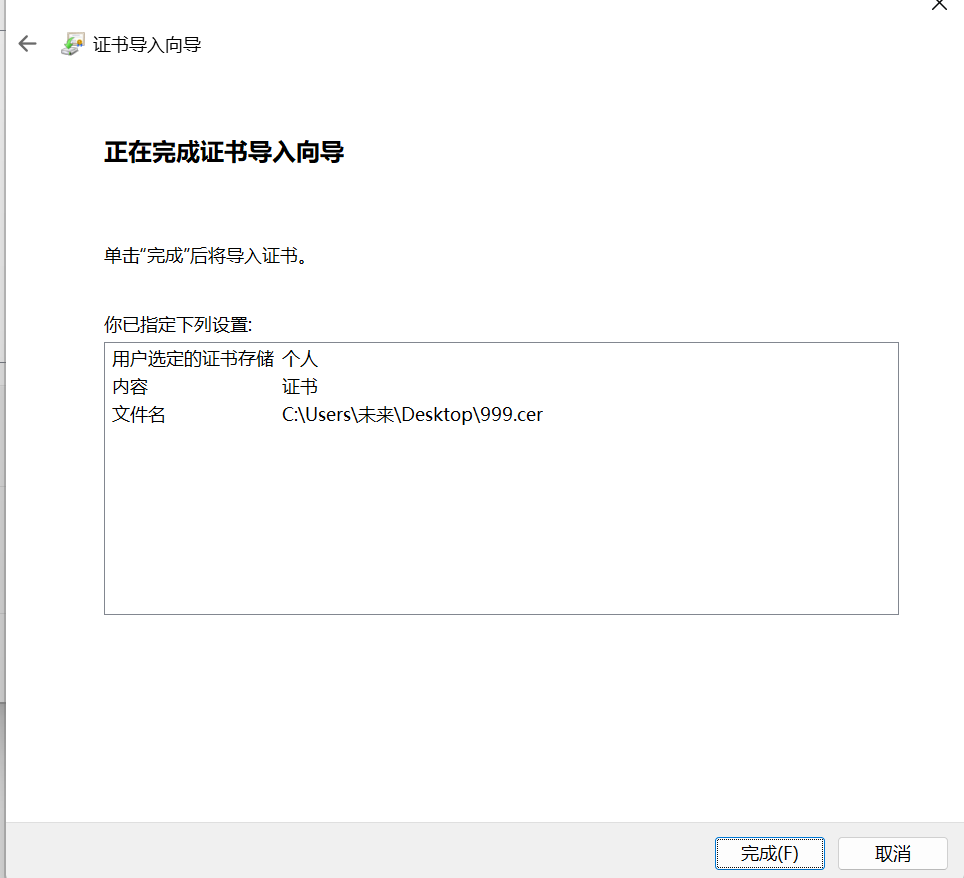 证书导入向导
正在完成证书导入向导
单击“完成”后将导入证书。
你已指定下列设置:
用户选定的证书存储 个人
内容 证书
文件名 C:\Users\未来\Desktop\999.cer
完成(F) 取消